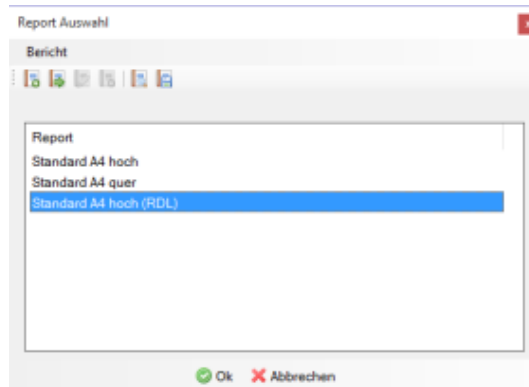 Report Auswahl
Bericht
Report
Standard A4 hoch
Standard A4 quer
Standard A4 hoch (RDL)
Ok Abbrechen